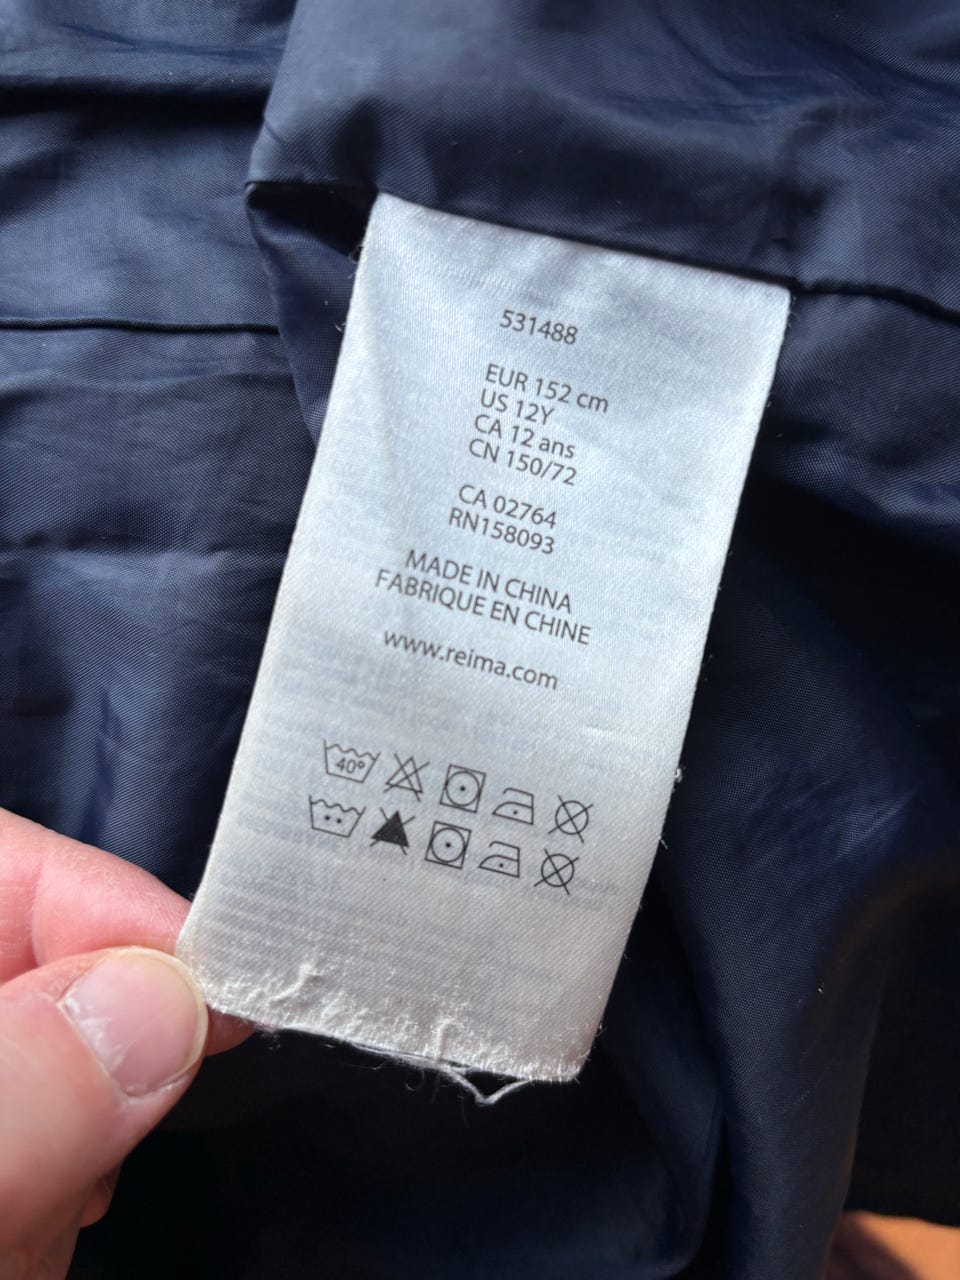 531488
EUR 152 cm
US 12Y
CA 12 ans
CN 150/72
CA 02764
RN158093
MADE IN CHINA
FABRIQUE EN CHINE
www.reima.com
40°